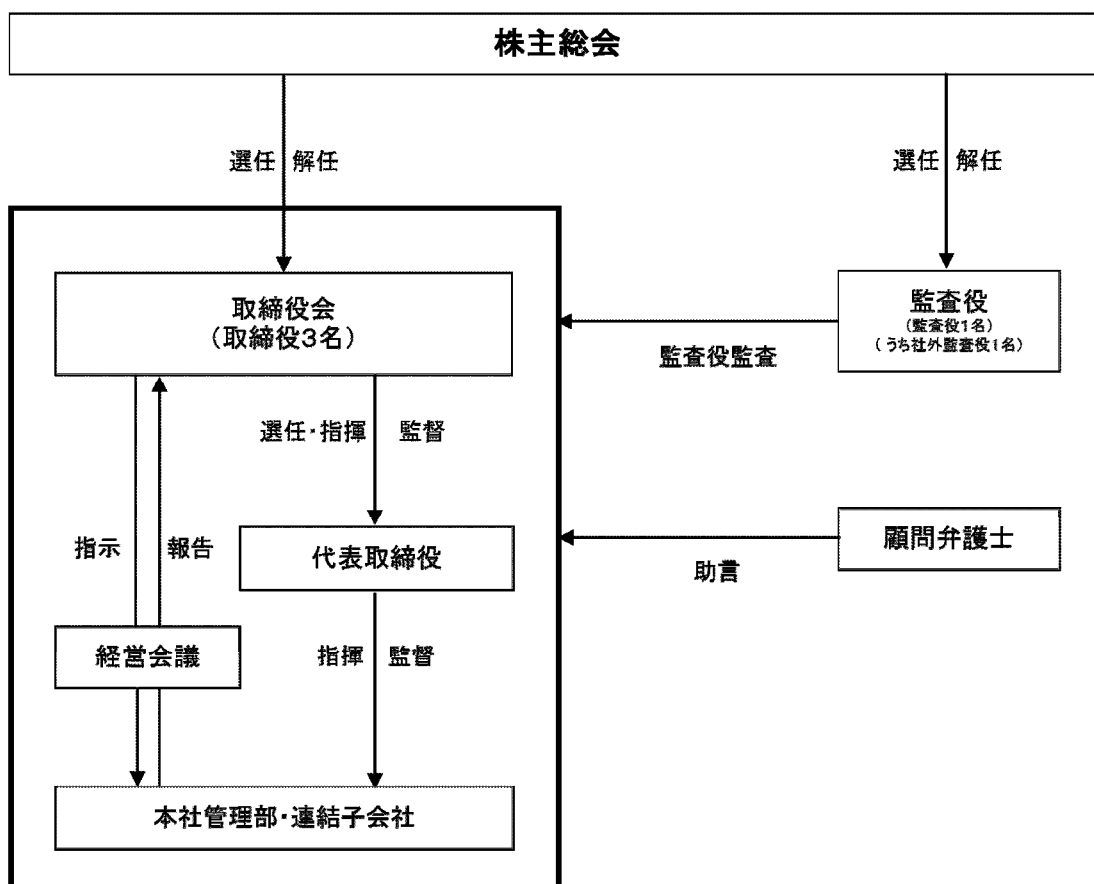 株主総会
選任 解任
選任 解任
取締役会
(取締役3名)
監査役
(監査役1名)
(うち社外監査役1名)
監査役監査
選任・指揮 監督
指示 報告
代表取締役
顧問弁護士
助言
経営会議
指揮 監督
本社管理部・連結子会社